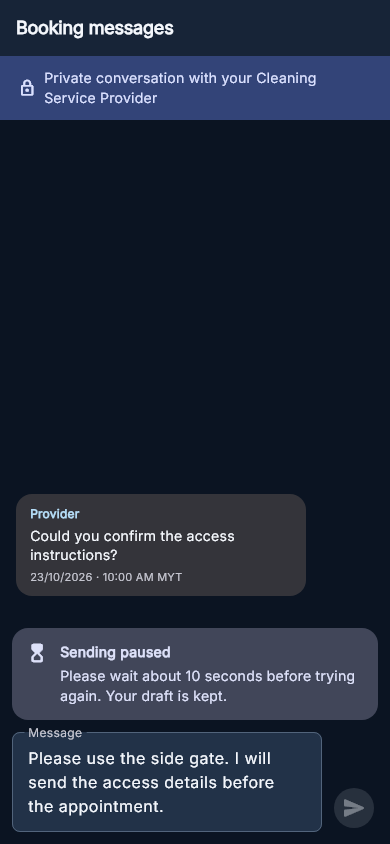 Booking messages
Private conversation with your Cleaning
Service Provider
Provider
Could you confirm the access
instructions?
23/10/2026 · 10:00 AM MYT
Sending paused
Please wait about 10 seconds before trying
again. Your draft is kept.
Message
Please use the side gate. I will
send the access details before
the appointment.